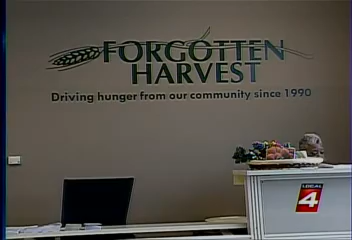 FORGOTTEN
HARVEST
Driving hunger from our community since 1990
LOCAL
4